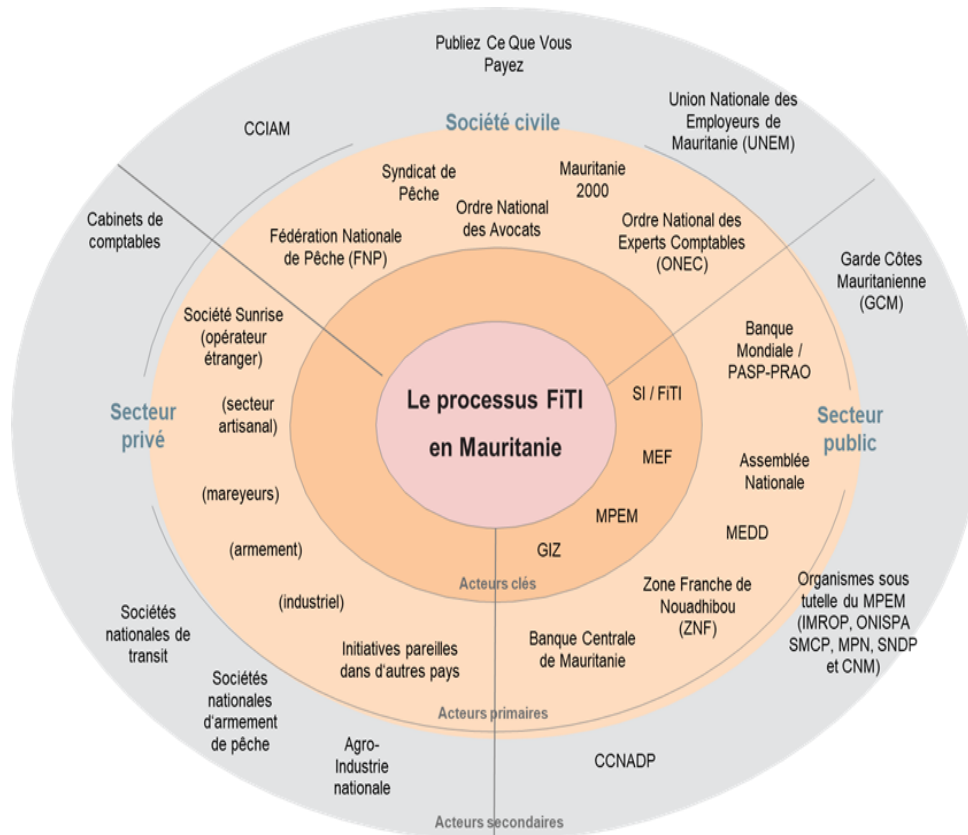 Publiez Ce Que Vous
Payez
Union Nationale des
Employeurs de
Mauritanie (UNEM)
CCIAM
Société civile
Syndicat de
Pêche
Mauritanie
2000
Ordre National
des Avocats
Cabinets de
comptables
Fédération Nationale
de Pêche (FNP)
Ordre National des
Experts Comptables
(ONEC)
Garde Côtes
Mauritanienne
(GCM)
Société Sunrise
(opérateur
étranger)
Banque
Mondiale /
PASP-PRAO
Le processus FiTI
en Mauritanie
SI / FiTI
Secteur
privé
(secteur
artisanal)
Secteur
public
MEF
Assemblée
Nationale
(mareyeurs)
MPEM
MEDD
(armement)
GIZ
Acteurs clés
(industriel)
Zone Franche de
Nouadhibou
(ZNF)
Organismes sous
tutelle du MPEM
(IMROP, ONISPA
SMCP, MPN, SNDP
et CNM)
Sociétés
nationales de
transit
Initiatives pareilles
dans d'autres pays
Banque Centrale
de Mauritanie
Sociétés
nationales
d'armement
de pêche
Acteurs primaires
Agro-
Industrie
nationale
CCNADP
Acteurs secondaires